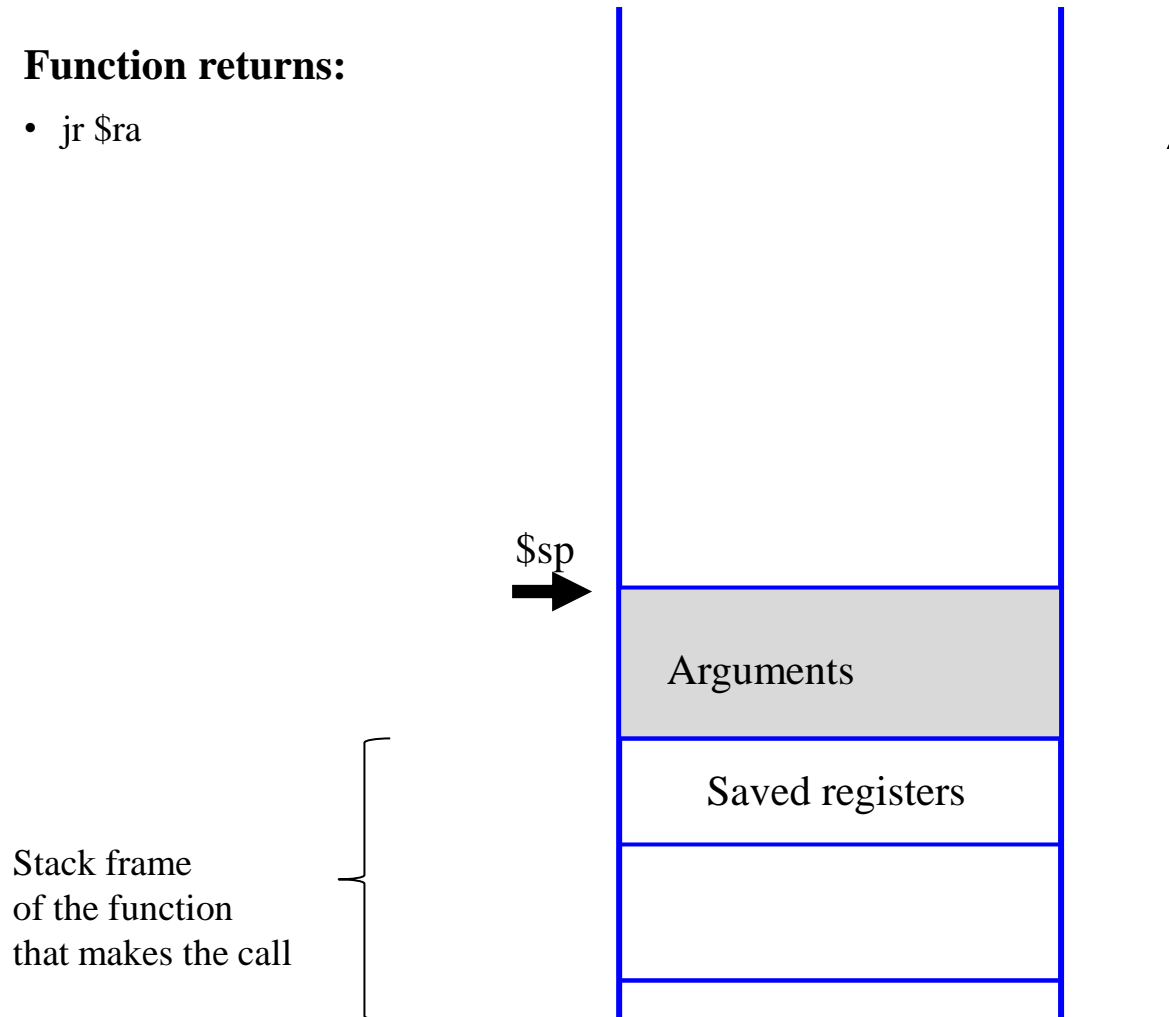 Function returns:
• jr $ra
$sp
Arguments
Saved registers
Stack frame
of the function
that makes the call